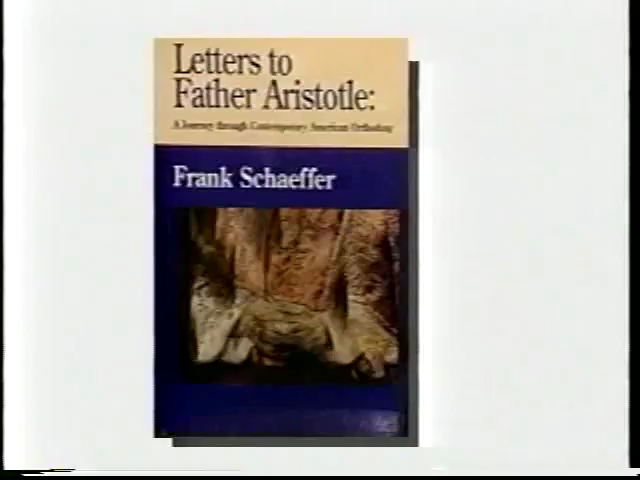 Letters to
Father Aristotle:
A Journey through Contemporary American Orthodoxy
Frank Schaeffer